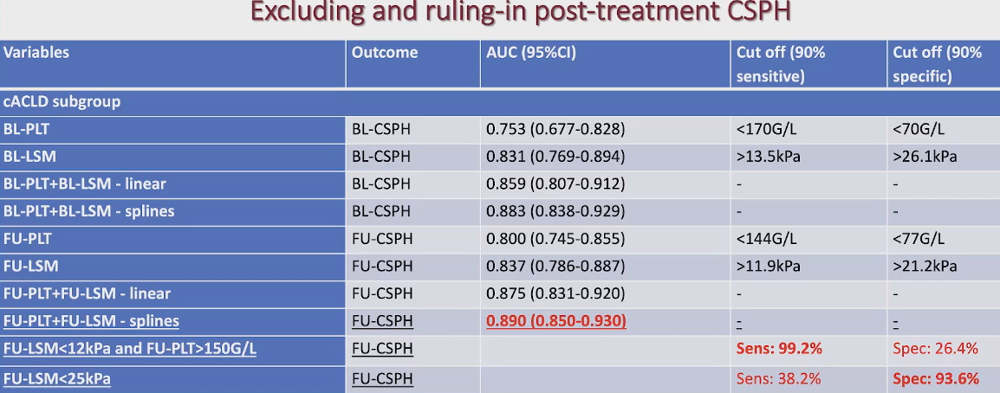 Excluding and ruling-in post-treatment CSPH
Variables Outcome AUC (95%CI) Cut off (90% sensitive) Cut off (90% specific)
cACLD subgroup
BL-PLT BL-CSPH 0.753 (0.677-0.828) <170G/L <70G/L
BL-LSM BL-CSPH 0.831 (0.769-0.894) >13.5kPa >26.1kPa
BL-PLT+BL-LSM - linear BL-CSPH 0.859 (0.807-0.912) - -
BL-PLT+BL-LSM - splines BL-CSPH 0.883 (0.838-0.929) - -
FU-PLT FU-CSPH 0.800 (0.745-0.855) <144G/L <77G/L
FU-LSM FU-CSPH 0.837 (0.786-0.887) >11.9kPa >21.2kPa
FU-PLT+FU-LSM - linear FU-CSPH 0.875 (0.831-0.920) - -
FU-PLT+FU-LSM - splines FU-CSPH 0.890 (0.850-0.930) - -
FU-LSM<12kPa and FU-PLT>150G/L FU-CSPH Sens: 99.2% Spec: 26.4%
FU-LSM<25kPa FU-CSPH Sens: 38.2% Spec: 93.6%